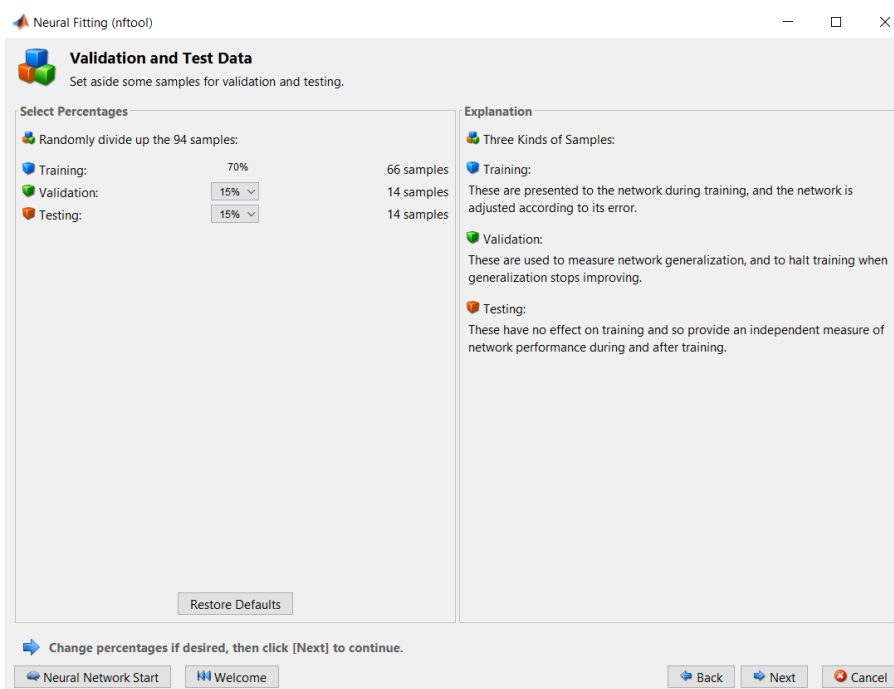 Neural Fitting (nftool)
Validation and Test Data
Set aside some samples for validation and testing.
Select Percentages
Randomly divide up the 94 samples:
Training: 70% 66 samples
Validation: 15% 14 samples
Testing: 15% 14 samples
Restore Defaults
Explanation
Three Kinds of Samples:
Training:
These are presented to the network during training, and the network is
adjusted according to its error.
Validation:
These are used to measure network generalization, and to halt training when
generalization stops improving.
Testing:
These have no effect on training and so provide an independent measure of
network performance during and after training.
Change percentages if desired, then click [Next] to continue.
Neural Network Start Welcome Back Next Cancel